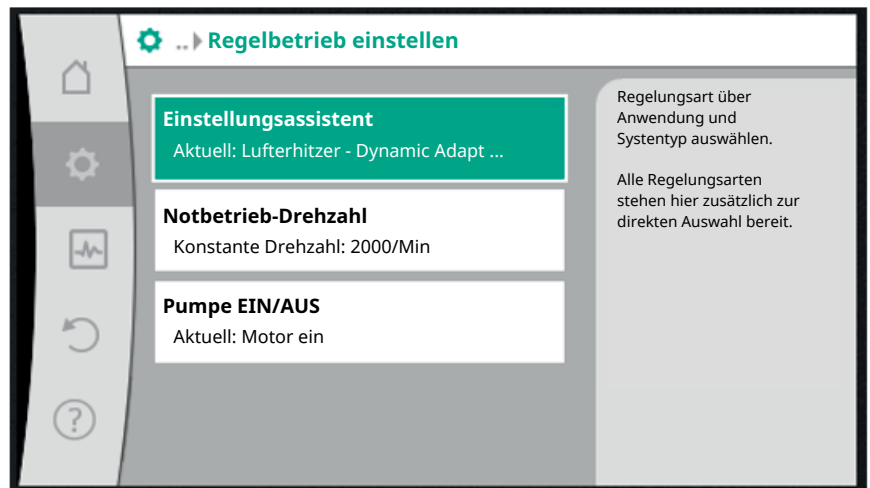 .. Regelbetrieb einstellen
Einstellungsassistent
Aktuell: Lufterhitzer - Dynamic Adapt ...
Notbetrieb-Drehzahl
Konstante Drehzahl: 2000/Min
Pumpe EIN/AUS
Aktuell: Motor ein
Regelungsart über
Anwendung und
Systentyp auswählen.
Alle Regelungsarten
stehen hier zusätzlich zur
direkten Auswahl bereit.
?